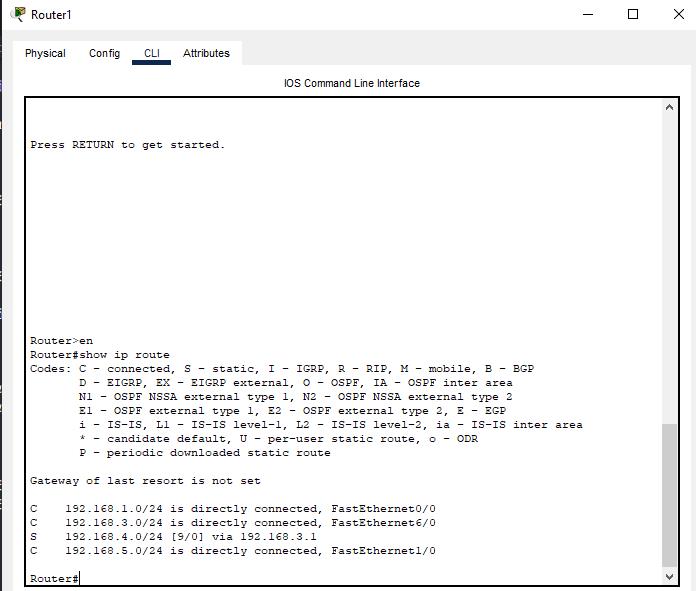 Router1
Physical Config CLI Attributes
IOS Command Line Interface
Press RETURN to get started.
Router>en
Router#show ip route
Codes: C - connected, S - static, I - IGRP, R - RIP, M - mobile, B - BGP
D - EIGRP, EX - EIGRP external, O - OSPF, IA - OSPF inter area
N1 - OSPF NSSA external type 1, N2 - OSPF NSSA external type 2
E1 - OSPF external type 1, E2 - OSPF external type 2, E - EGP
i - IS-IS, L1 - IS-IS level-1, L2 - IS-IS level-2, ia - IS-IS inter area
* - candidate default, U - per-user static route, o - ODR
P - periodic downloaded static route
Gateway of last resort is not set
C 192.168.1.0/24 is directly connected, FastEthernet0/0
C 192.168.3.0/24 is directly connected, FastEthernet6/0
S 192.168.4.0/24 [9/0] via 192.168.3.1
C 192.168.5.0/24 is directly connected, FastEthernet1/0
Router#